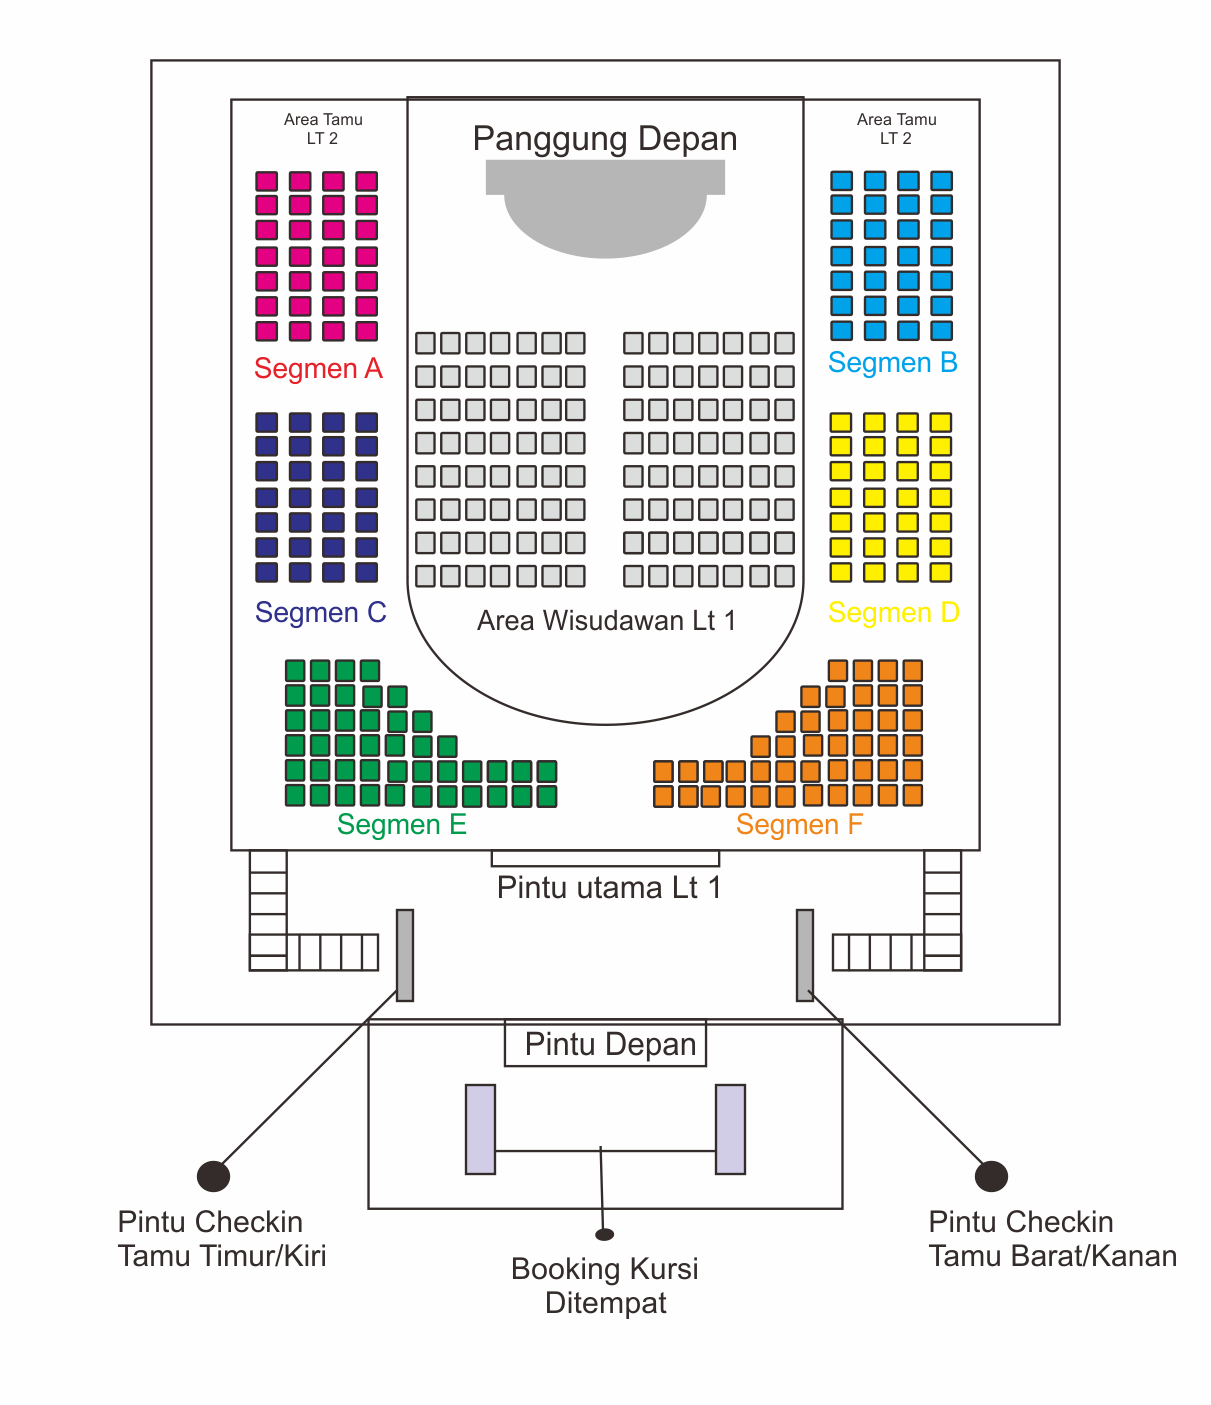 Area Tamu
LT 2
Panggung Depan
Area Tamu
LT 2
Segmen A
Segmen B
Segmen C
Area Wisudawan Lt 1
Segmen D
Segmen E
Segmen F
Pintu utama Lt 1
Pintu Depan
Pintu Checkin
Tamu Timur/Kiri
Booking Kursi
Ditempat
Pintu Checkin
Tamu Barat/Kanan